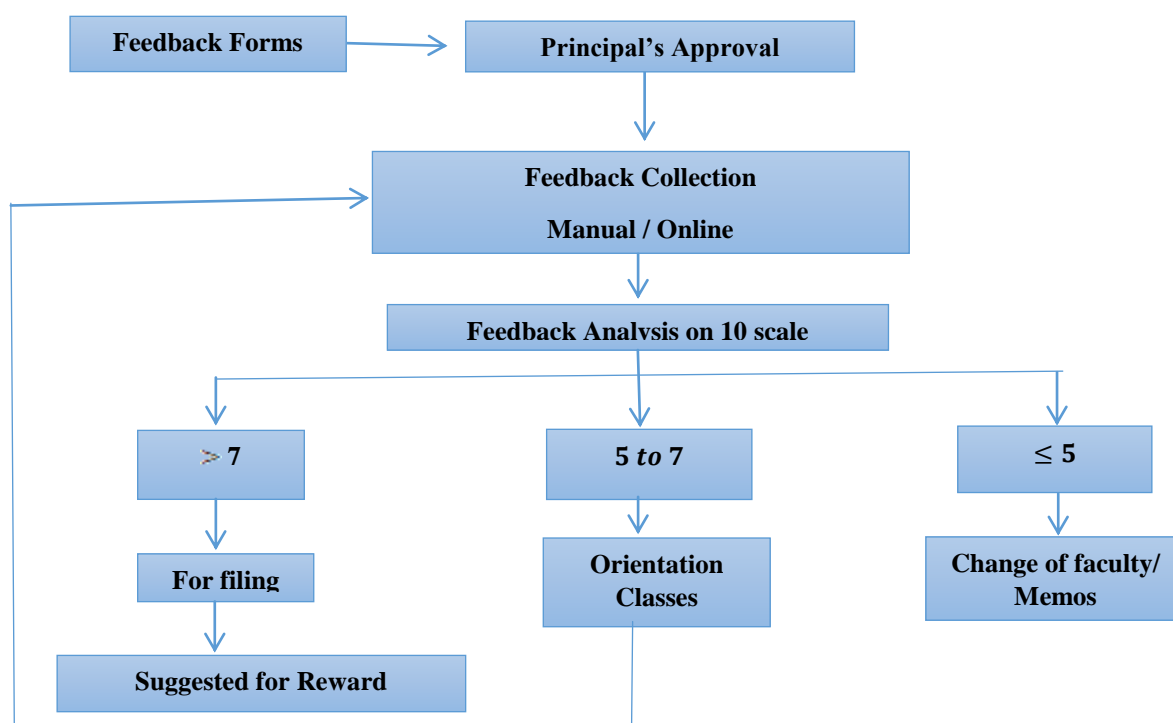 Feedback Forms
Principal’s Approval
Feedback Collection
Manual / Online
Feedback Analysis on 10 scale
> 7
5 to 7
≤ 5
For filing
Orientation
Classes
Change of faculty/
Memos
Suggested for Reward